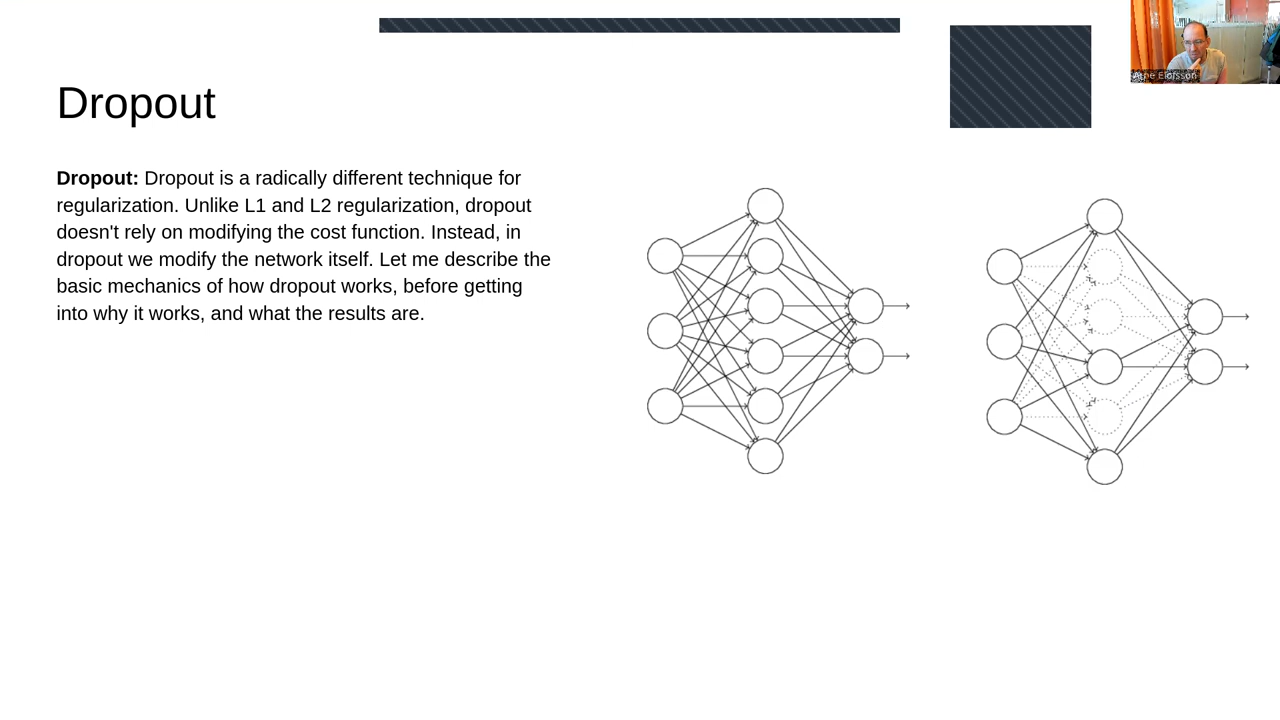 Arne Elofsson
Dropout
Dropout: Dropout is a radically different technique for
regularization. Unlike L1 and L2 regularization, dropout
doesn't rely on modifying the cost function. Instead, in
dropout we modify the network itself. Let me describe the
basic mechanics of how dropout works, before getting
into why it works, and what the results are.